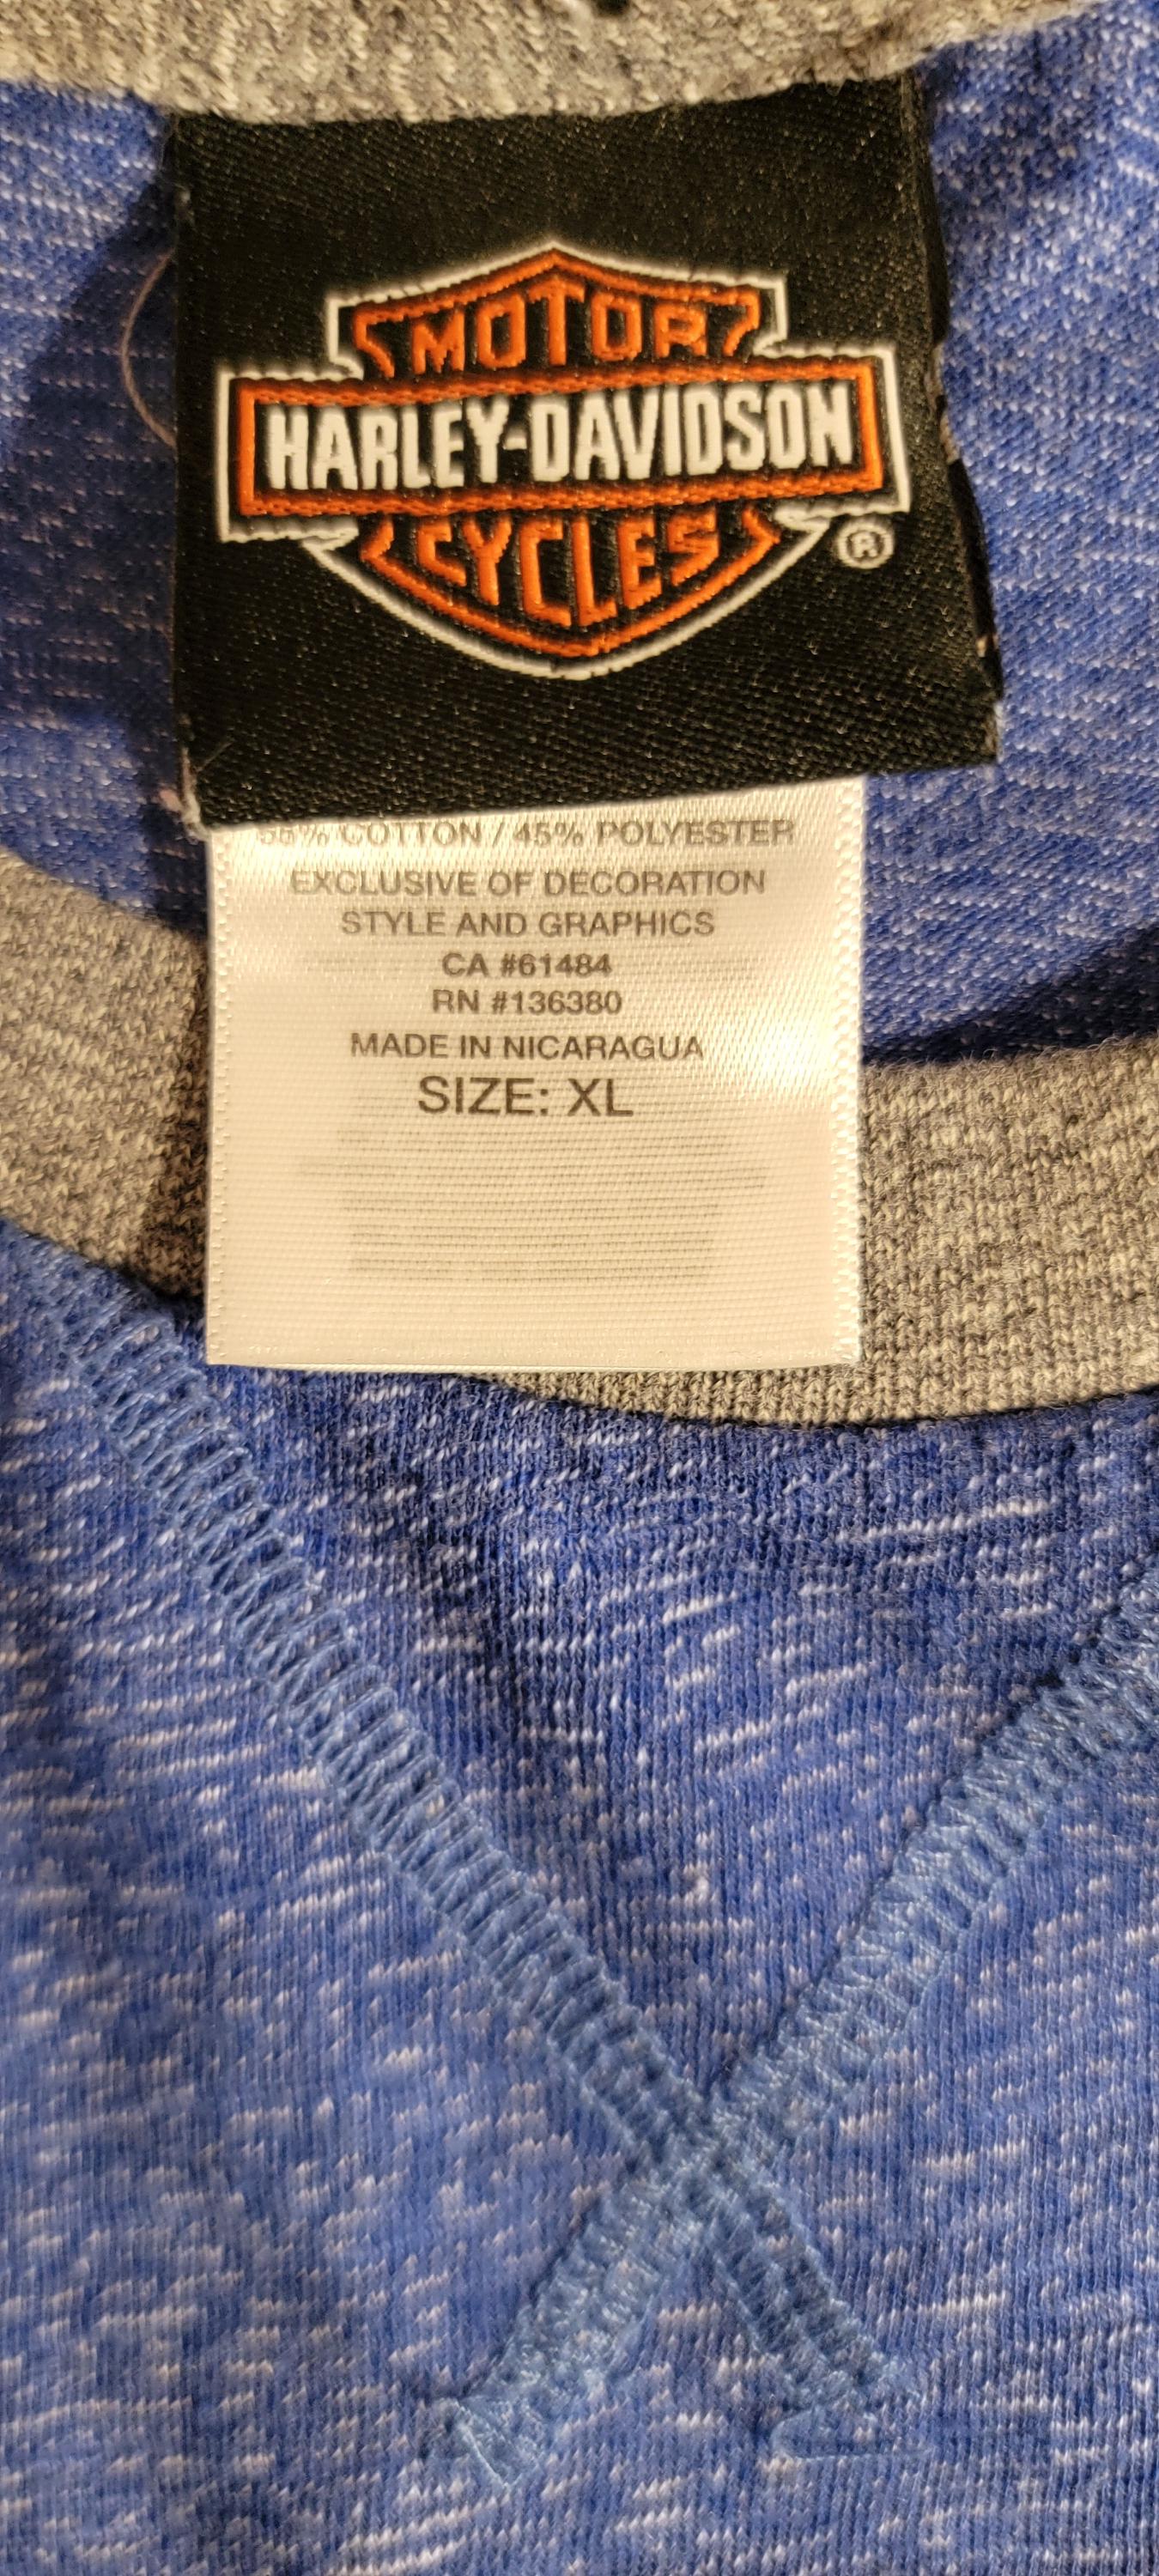 MOTOR
HARLEY-DAVIDSON
CYCLES
®
55% COTTON / 45% POLYESTER
EXCLUSIVE OF DECORATION
STYLE AND GRAPHICS
CA #61484
RN #136380
MADE IN NICARAGUA
SIZE: XL